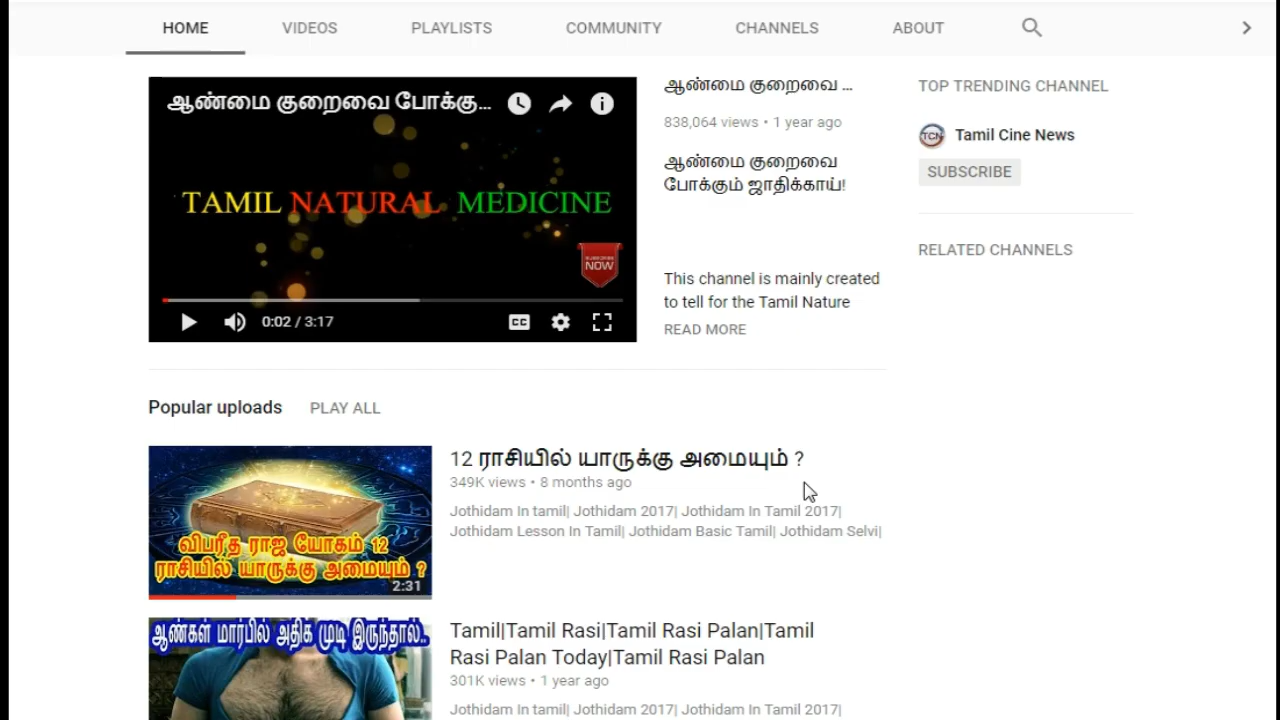 HOME
VIDEOS
PLAYLISTS
COMMUNITY
CHANNELS
ABOUT
ஆண்மை குறைவை போக்கு...
TAMIL NATURAL MEDICINE
SUBSCRIBE
NOW
0:02 / 3:17
CC
ஆண்மை குறைவை ...
838,064 views • 1 year ago
ஆண்மை குறைவை
போக்கும் ஜாதிக்காய்!
This channel is mainly created
to tell for the Tamil Nature
READ MORE
TOP TRENDING CHANNEL
TCN
Tamil Cine News
SUBSCRIBE
RELATED CHANNELS
Popular uploads
PLAY ALL
விபரீத ராஜ யோகம் 12
ராசியில் யாருக்கு அமையும் ?
2:31
12 ராசியில் யாருக்கு அமையும் ?
349K views • 8 months ago
Jothidam In tamil| Jothidam 2017| Jothidam In Tamil 2017|
Jothidam Lesson In Tamil| Jothidam Basic Tamil| Jothidam Selvi|
ஆண்கள் மார்பில் அதிக முடி இருந்தால்..
Tamil|Tamil Rasi|Tamil Rasi Palan|Tamil
Rasi Palan Today|Tamil Rasi Palan
301K views • 1 year ago
Jothidam In tamil| Jothidam 2017| Jothidam In Tamil 2017|